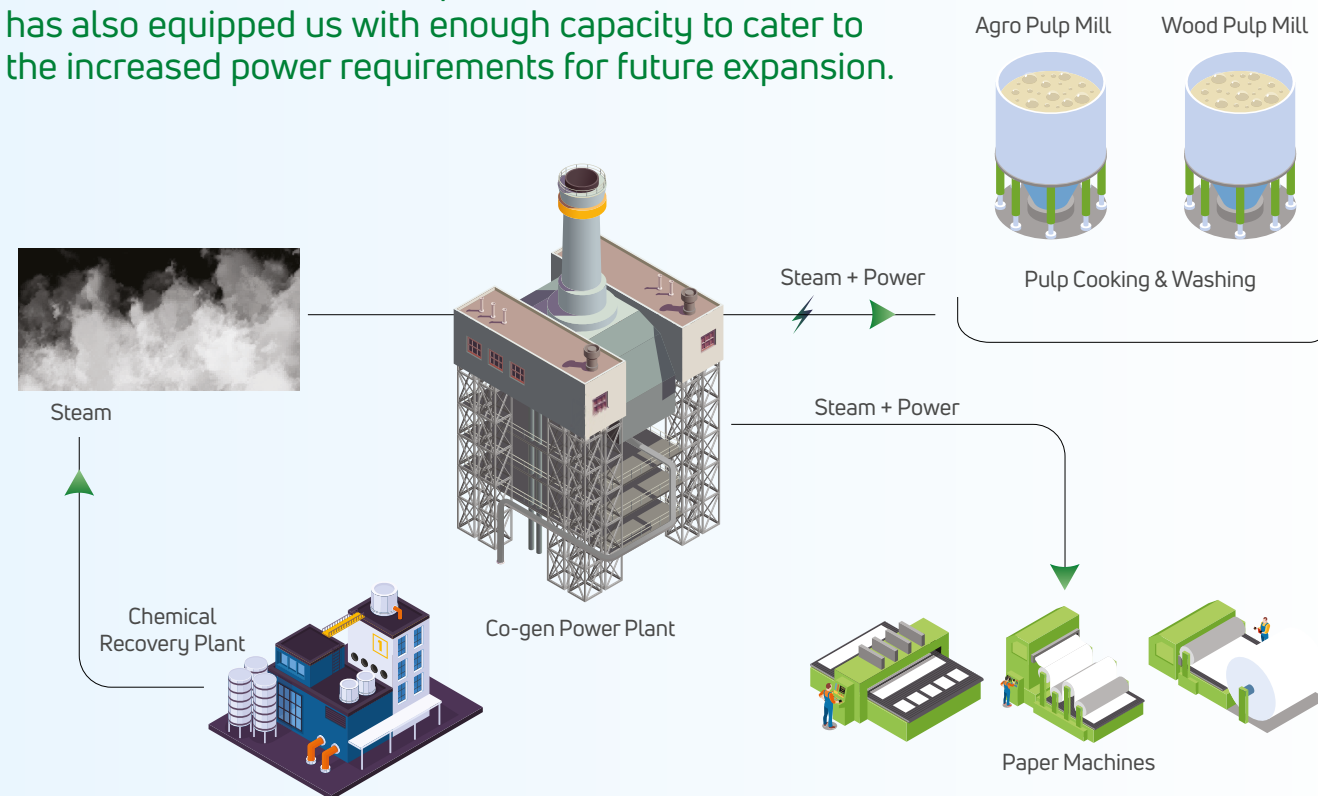 has also equipped us with enough capacity to cater to
the increased power requirements for future expansion.
Agro Pulp Mill
Wood Pulp Mill
Steam + Power
Pulp Cooking & Washing
Steam
Steam + Power
Chemical
Recovery Plant
1
Co-gen Power Plant
Paper Machines